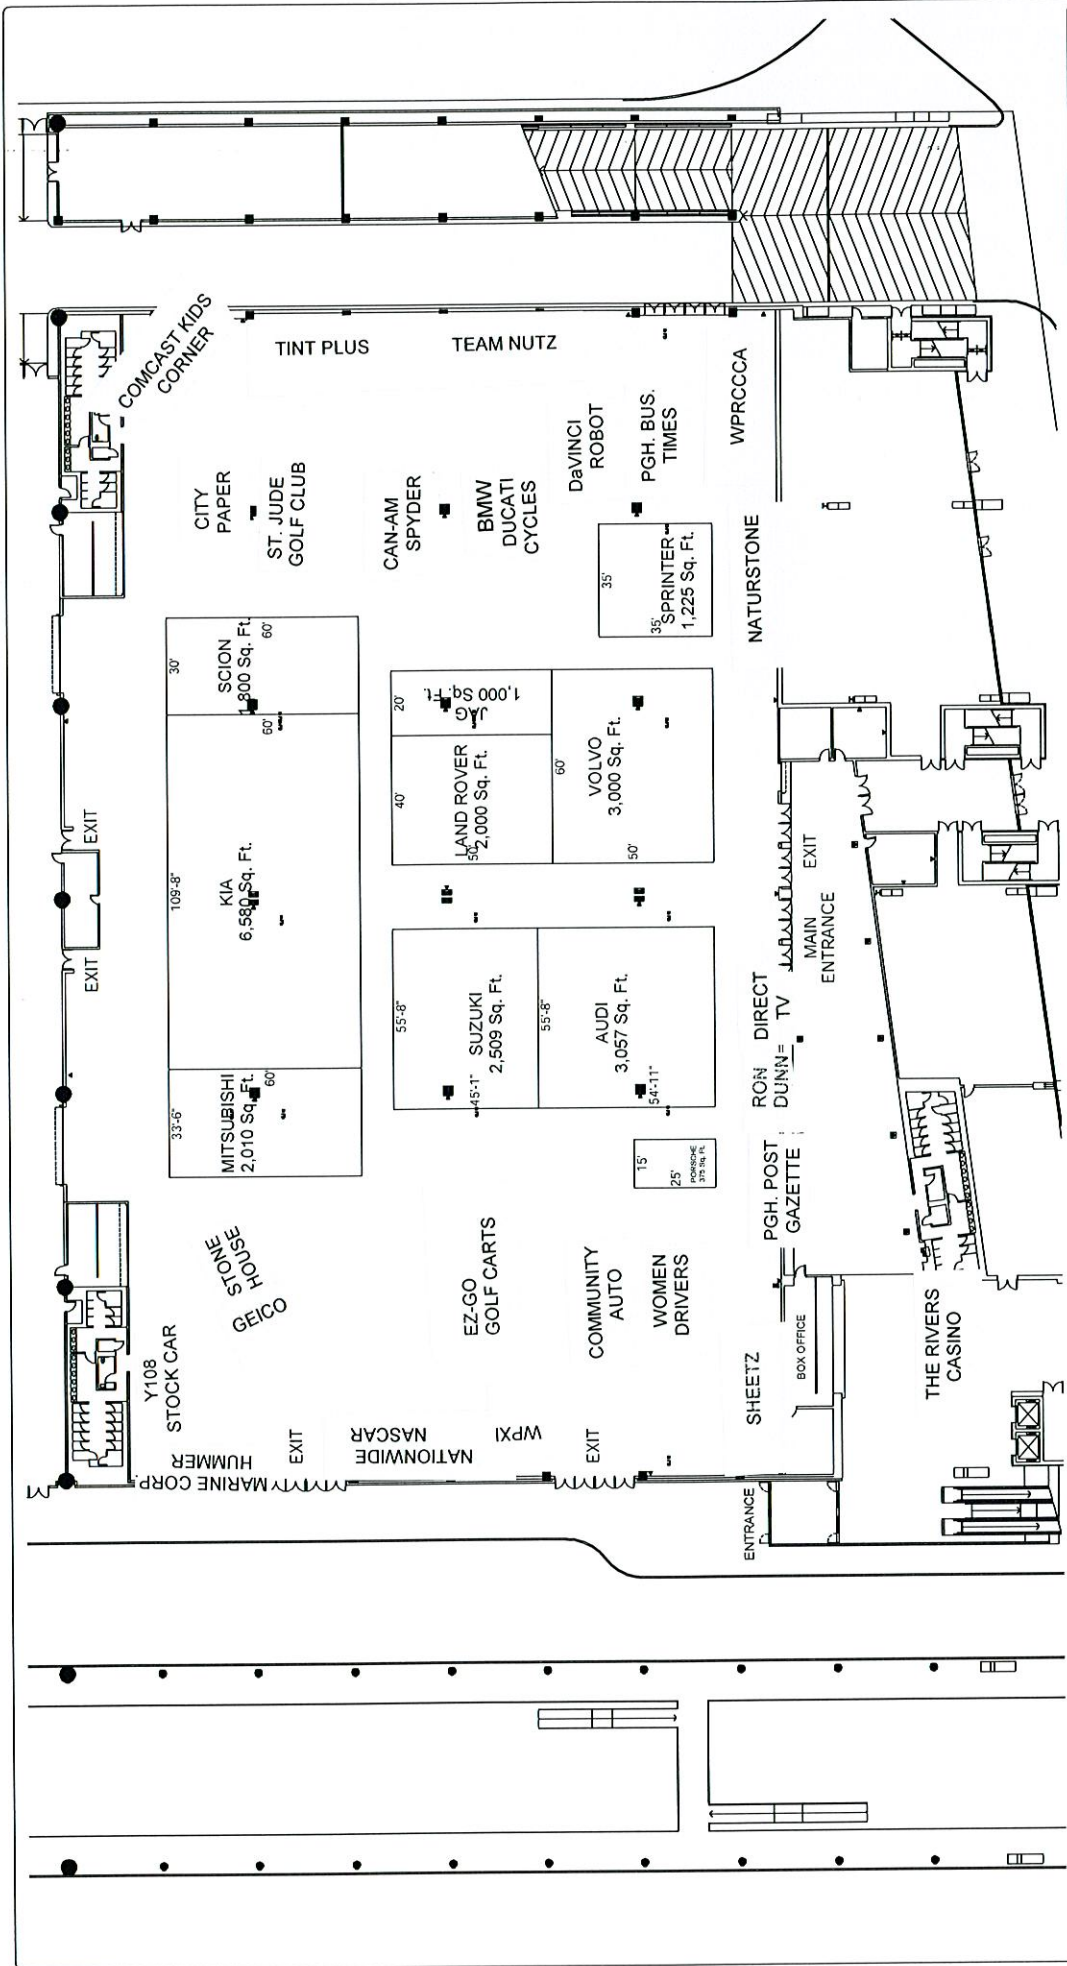 COMCAST KIDS
CORNER
TINT PLUS
TEAM NUTZ
WPRCCCA
CITY
PAPER
ST. JUDE
GOLF CLUB
CAN-AM
SPYDER
BMW
DUCATI
CYCLES
DaVINCI
ROBOT
PGH. BUS.
TIMES
30'
SCION
1,800 Sq. Ft.
60'
35'
35'
SPRINTER
1,225 Sq. Ft.
NATURSTONE
20'
JAG
1,000 Sq. Ft.
40'
LAND ROVER
2,000 Sq. Ft.
50'
60'
VOLVO
3,000 Sq. Ft.
50'
EXIT
109'-8"
KIA
6,580 Sq. Ft.
60'
EXIT
EXIT
MAIN
ENTRANCE
55'-8"
SUZUKI
2,509 Sq. Ft.
45'-1"
55'-8"
AUDI
3,057 Sq. Ft.
54'-11"
RON
DUNN=
DIRECT
TV
33'-6"
MITSUBISHI
2,010 Sq. Ft.
60'
15'
25'
PORSCHE
375 Sq. Ft.
PGH. POST
GAZETTE
STONE
HOUSE
GEICO
EZ-GO
GOLF CARTS
COMMUNITY
AUTO
WOMEN
DRIVERS
Y108
STOCK CAR
SHEETZ
BOX OFFICE
THE RIVERS
CASINO
MARINE CORP.
HUMMER
EXIT
NATIONWIDE
NASCAR
WPXI
EXIT
ENTRANCE